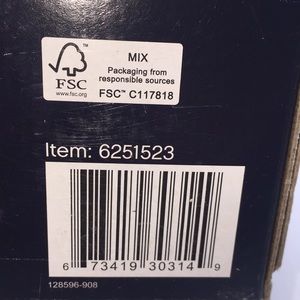 FSC
www.fsc.org
MIX
Packaging from
responsible sources
FSC™ C117818
Item: 6251523
6 73419 30314 9
128596-908